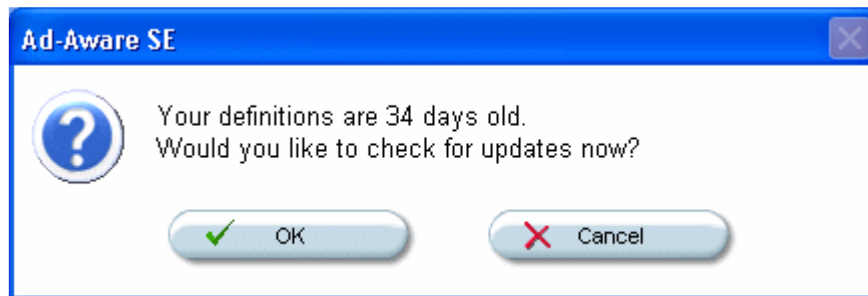 Ad-Aware SE
Your definitions are 34 days old.
Would you like to check for updates now?
OK
Cancel